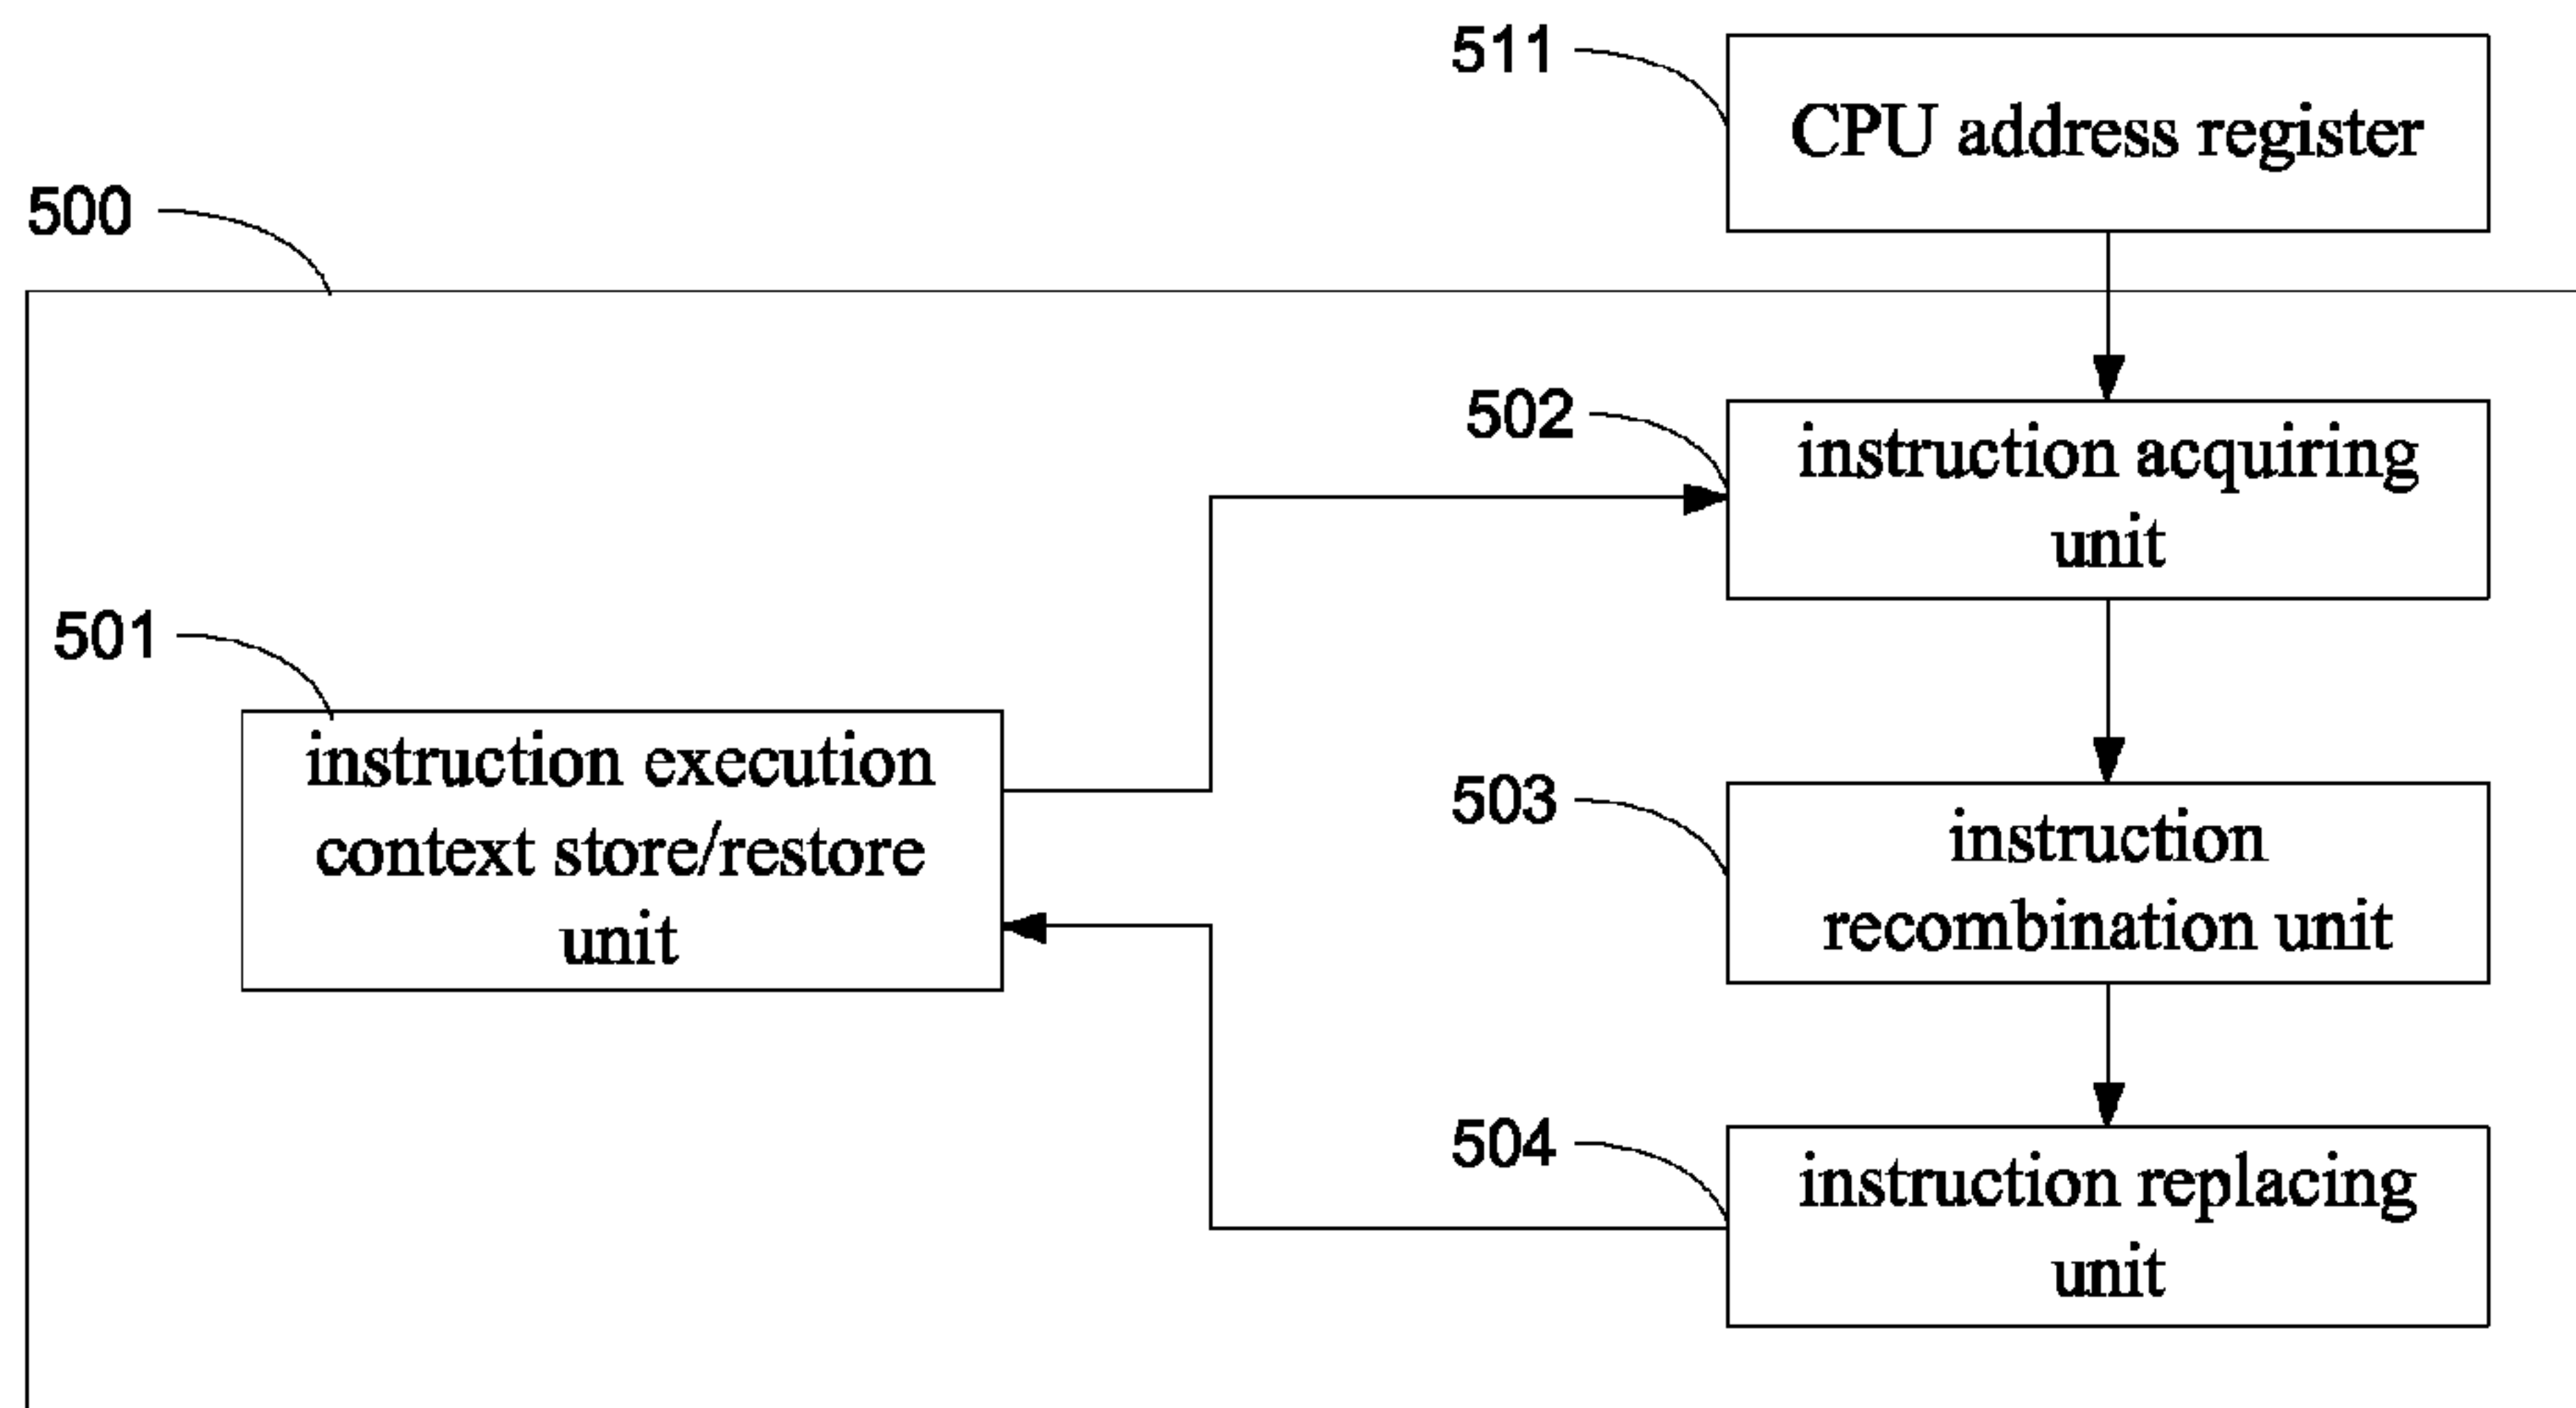 511
CPU address register
500
502
instruction acquiring
unit
501
instruction execution
context store/restore
unit
503
instruction
recombination unit
504
instruction replacing
unit